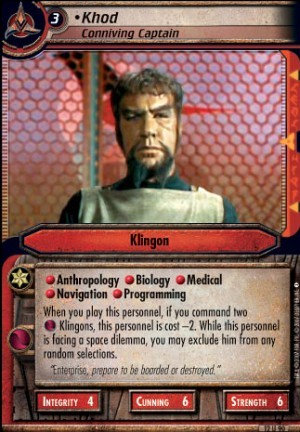 3 •Khod
Conniving Captain
Klingon
•Anthropology •Biology •Medical
•Navigation •Programming
When you play this personnel, if you command two
Klingons, this personnel is cost -2. While this personnel
is facing a space dilemma, you may exclude him from any
random selections.
"Enterprise, prepare to be boarded or destroyed."
INTEGRITY 4 CUNNING 6 STRENGTH 6